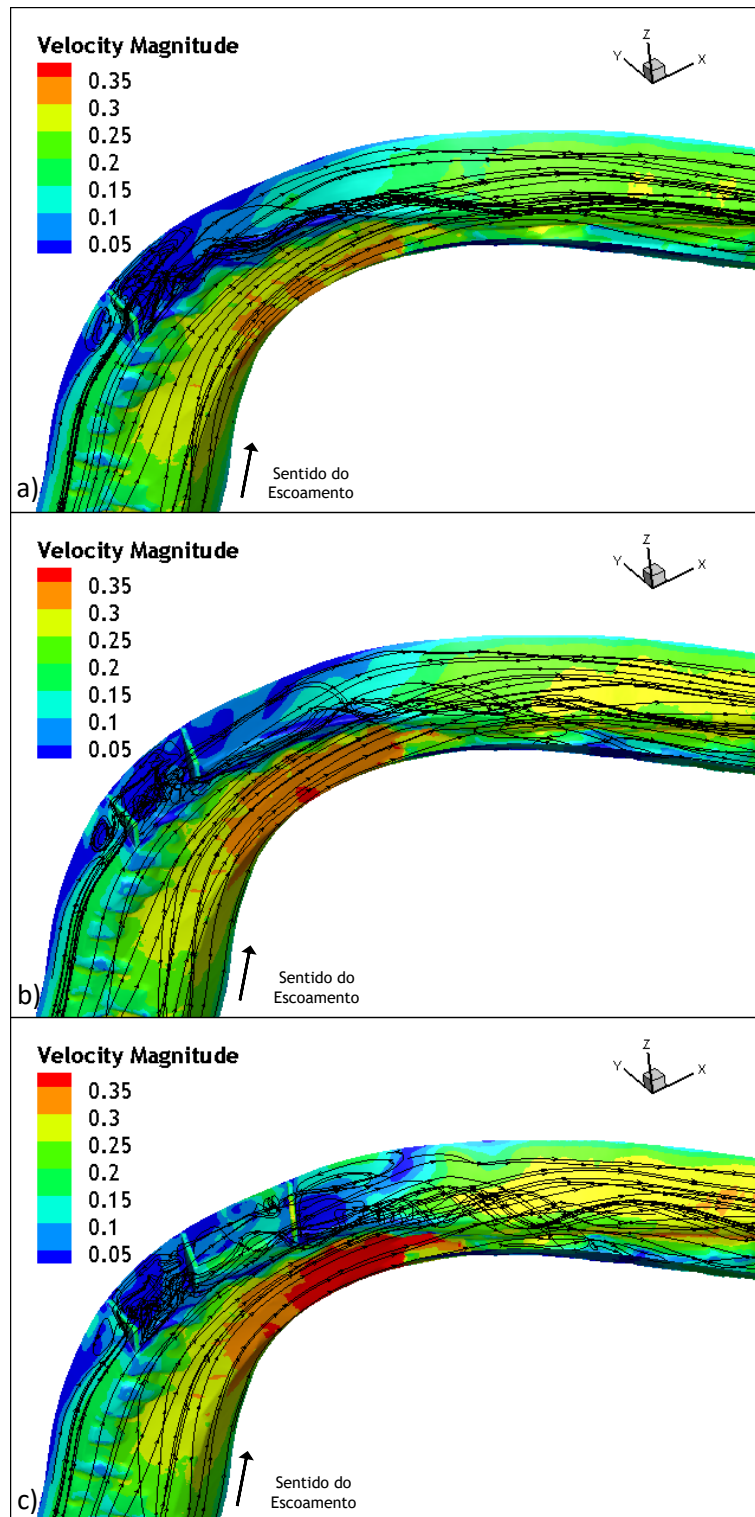 Velocity Magnitude
0.35
0.3
0.25
0.2
0.15
0.1
0.05
Z
Y
X
Sentido do
Escoamento
a)
Velocity Magnitude
0.35
0.3
0.25
0.2
0.15
0.1
0.05
Z
Y
X
Sentido do
Escoamento
b)
Velocity Magnitude
0.35
0.3
0.25
0.2
0.15
0.1
0.05
Z
Y
X
Sentido do
Escoamento
c)